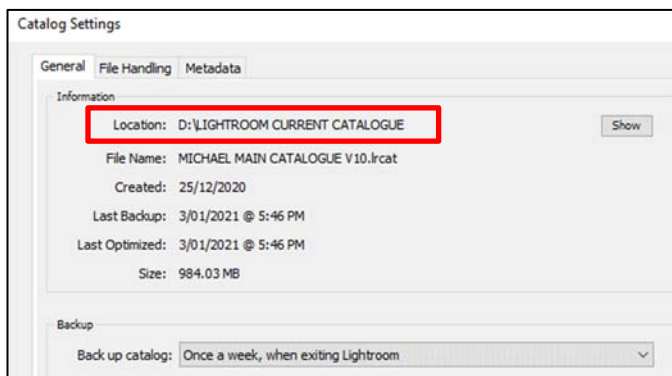 Catalog Settings
General File Handling Metadata
Information
Location: D:\LIGHTROOM CURRENT CATALOGUE Show
File Name: MICHAEL MAIN CATALOGUE V10.lrcat
Created: 25/12/2020
Last Backup: 3/01/2021 @ 5:46 PM
Last Optimized: 3/01/2021 @ 5:46 PM
Size: 984.03 MB
Backup
Back up catalog: Once a week, when exiting Lightroom